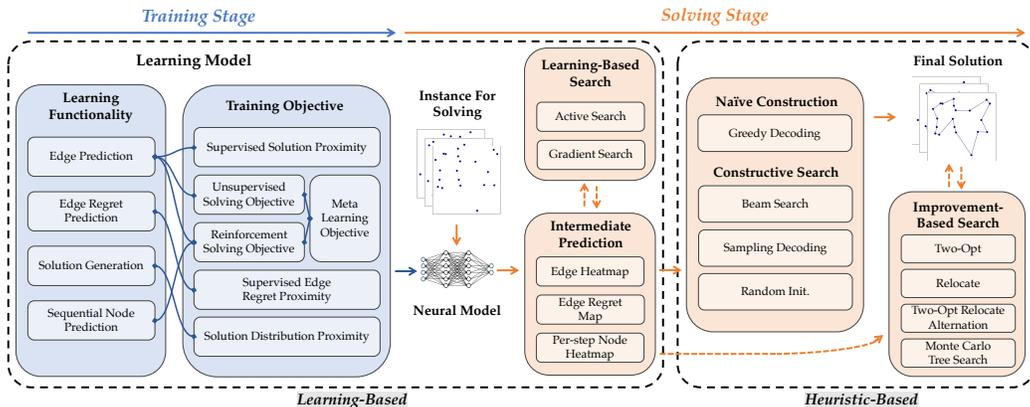 Training Stage
Solving Stage
Learning Model
Learning
Functionality
Edge Prediction
Edge Regret
Prediction
Solution Generation
Sequential Node
Prediction
Training Objective
Supervised Solution Proximity
Unsupervised
Solving Objective
Reinforcement
Solving Objective
Meta
Learning
Objective
Supervised Edge
Regret Proximity
Solution Distribution Proximity
Instance For
Solving
Neural Model
Learning-Based
Search
Active Search
Gradient Search
Intermediate
Prediction
Edge Heatmap
Edge Regret
Map
Per-step Node
Heatmap
Naïve Construction
Greedy Decoding
Constructive Search
Beam Search
Sampling Decoding
Random Init.
Final Solution
Improvement-
Based Search
Two-Opt
Relocate
Two-Opt Relocate
Alternation
Monte Carlo
Tree Search
Learning-Based
Heuristic-Based